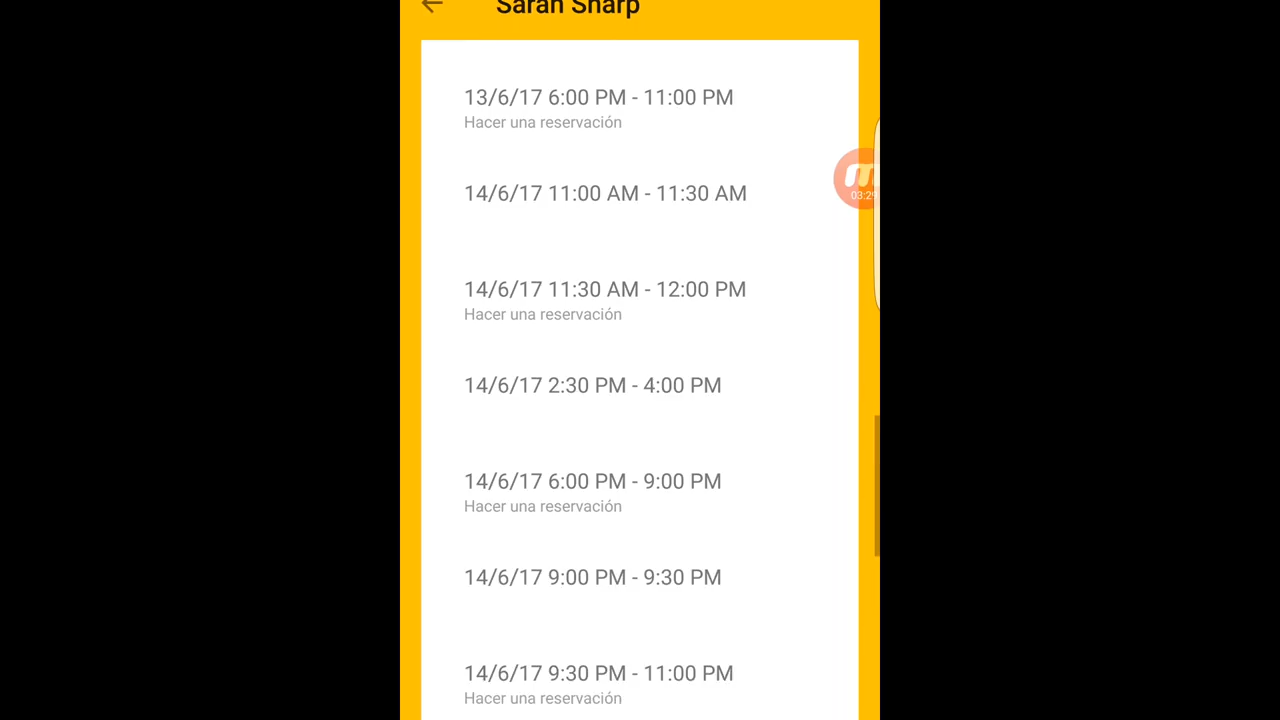 Sarah Sharp
13/6/17 6:00 PM - 11:00 PM
Hacer una reservación
14/6/17 11:00 AM - 11:30 AM
03:29
14/6/17 11:30 AM - 12:00 PM
Hacer una reservación
14/6/17 2:30 PM - 4:00 PM
14/6/17 6:00 PM - 9:00 PM
Hacer una reservación
14/6/17 9:00 PM - 9:30 PM
14/6/17 9:30 PM - 11:00 PM
Hacer una reservación